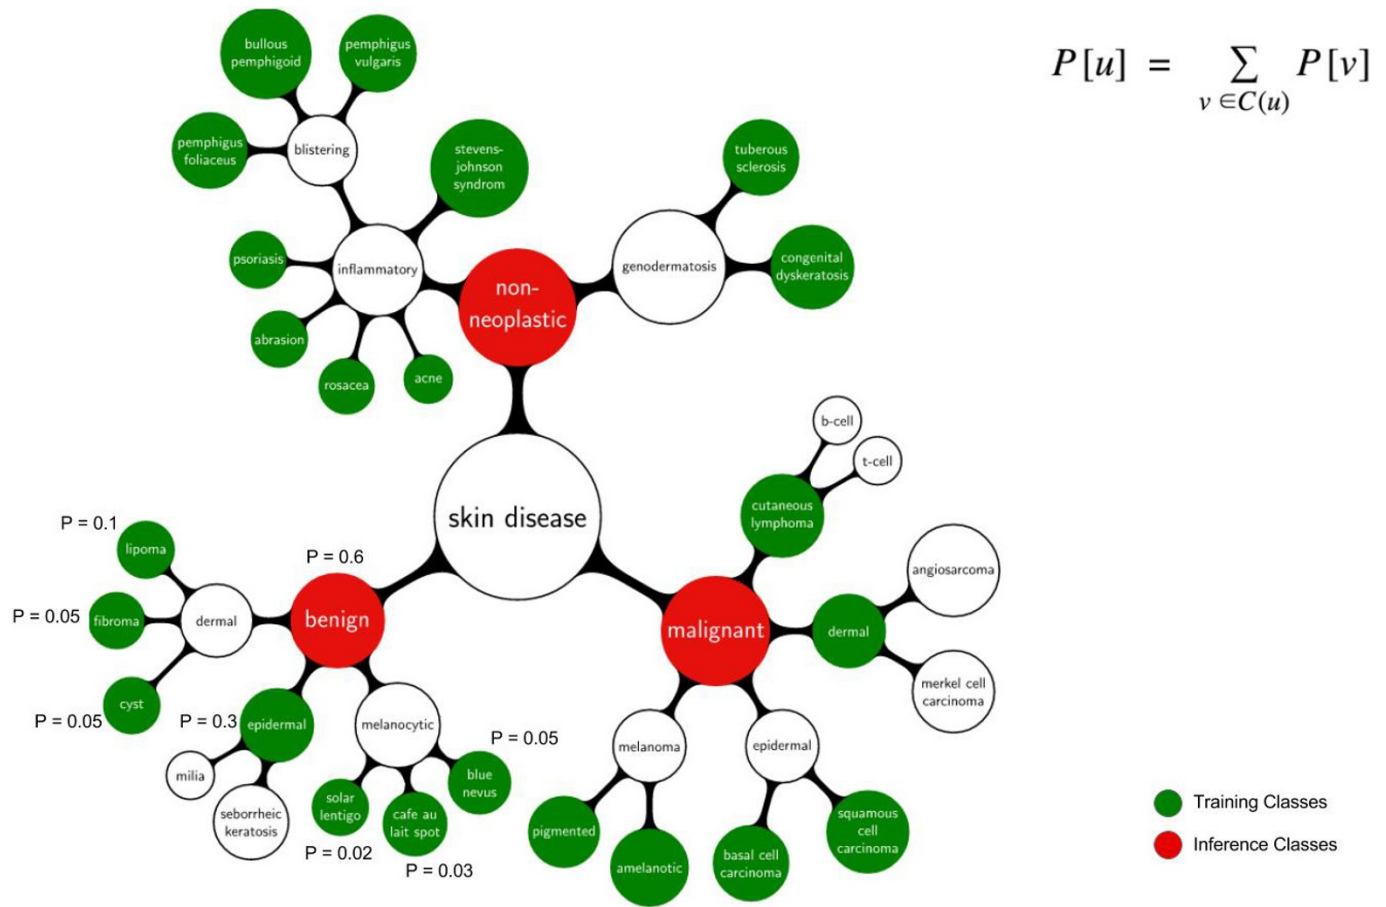 bullous
pemphigoid
pemphigus
vulgaris
P[u] = ∑ P[v]
v ∈C(u)
pemphigus
foliaceus
blistering
stevens-
johnson
syndrom
tuberous
sclerosis
psoriasis
inflammatory
non-
neoplastic
genodermatosis
congenital
dyskeratosis
abrasion
rosacea
acne
skin disease
b-cell
t-cell
cutaneous
lymphoma
angiosarcoma
malignant
dermal
merkel cell
carcinoma
melanoma
epidermal
pigmented
amelanotic
basal cell
carcinoma
squamous
cell
carcinoma
P = 0.1
lipoma
P = 0.6
benign
P = 0.05
fibroma
dermal
cyst
P = 0.05
P = 0.3
epidermal
melanocytic
P = 0.05
milia
seborrheic
keratosis
solar
lentigo
P = 0.02
cafe au
lait spot
P = 0.03
blue
nevus
Training Classes
Inference Classes